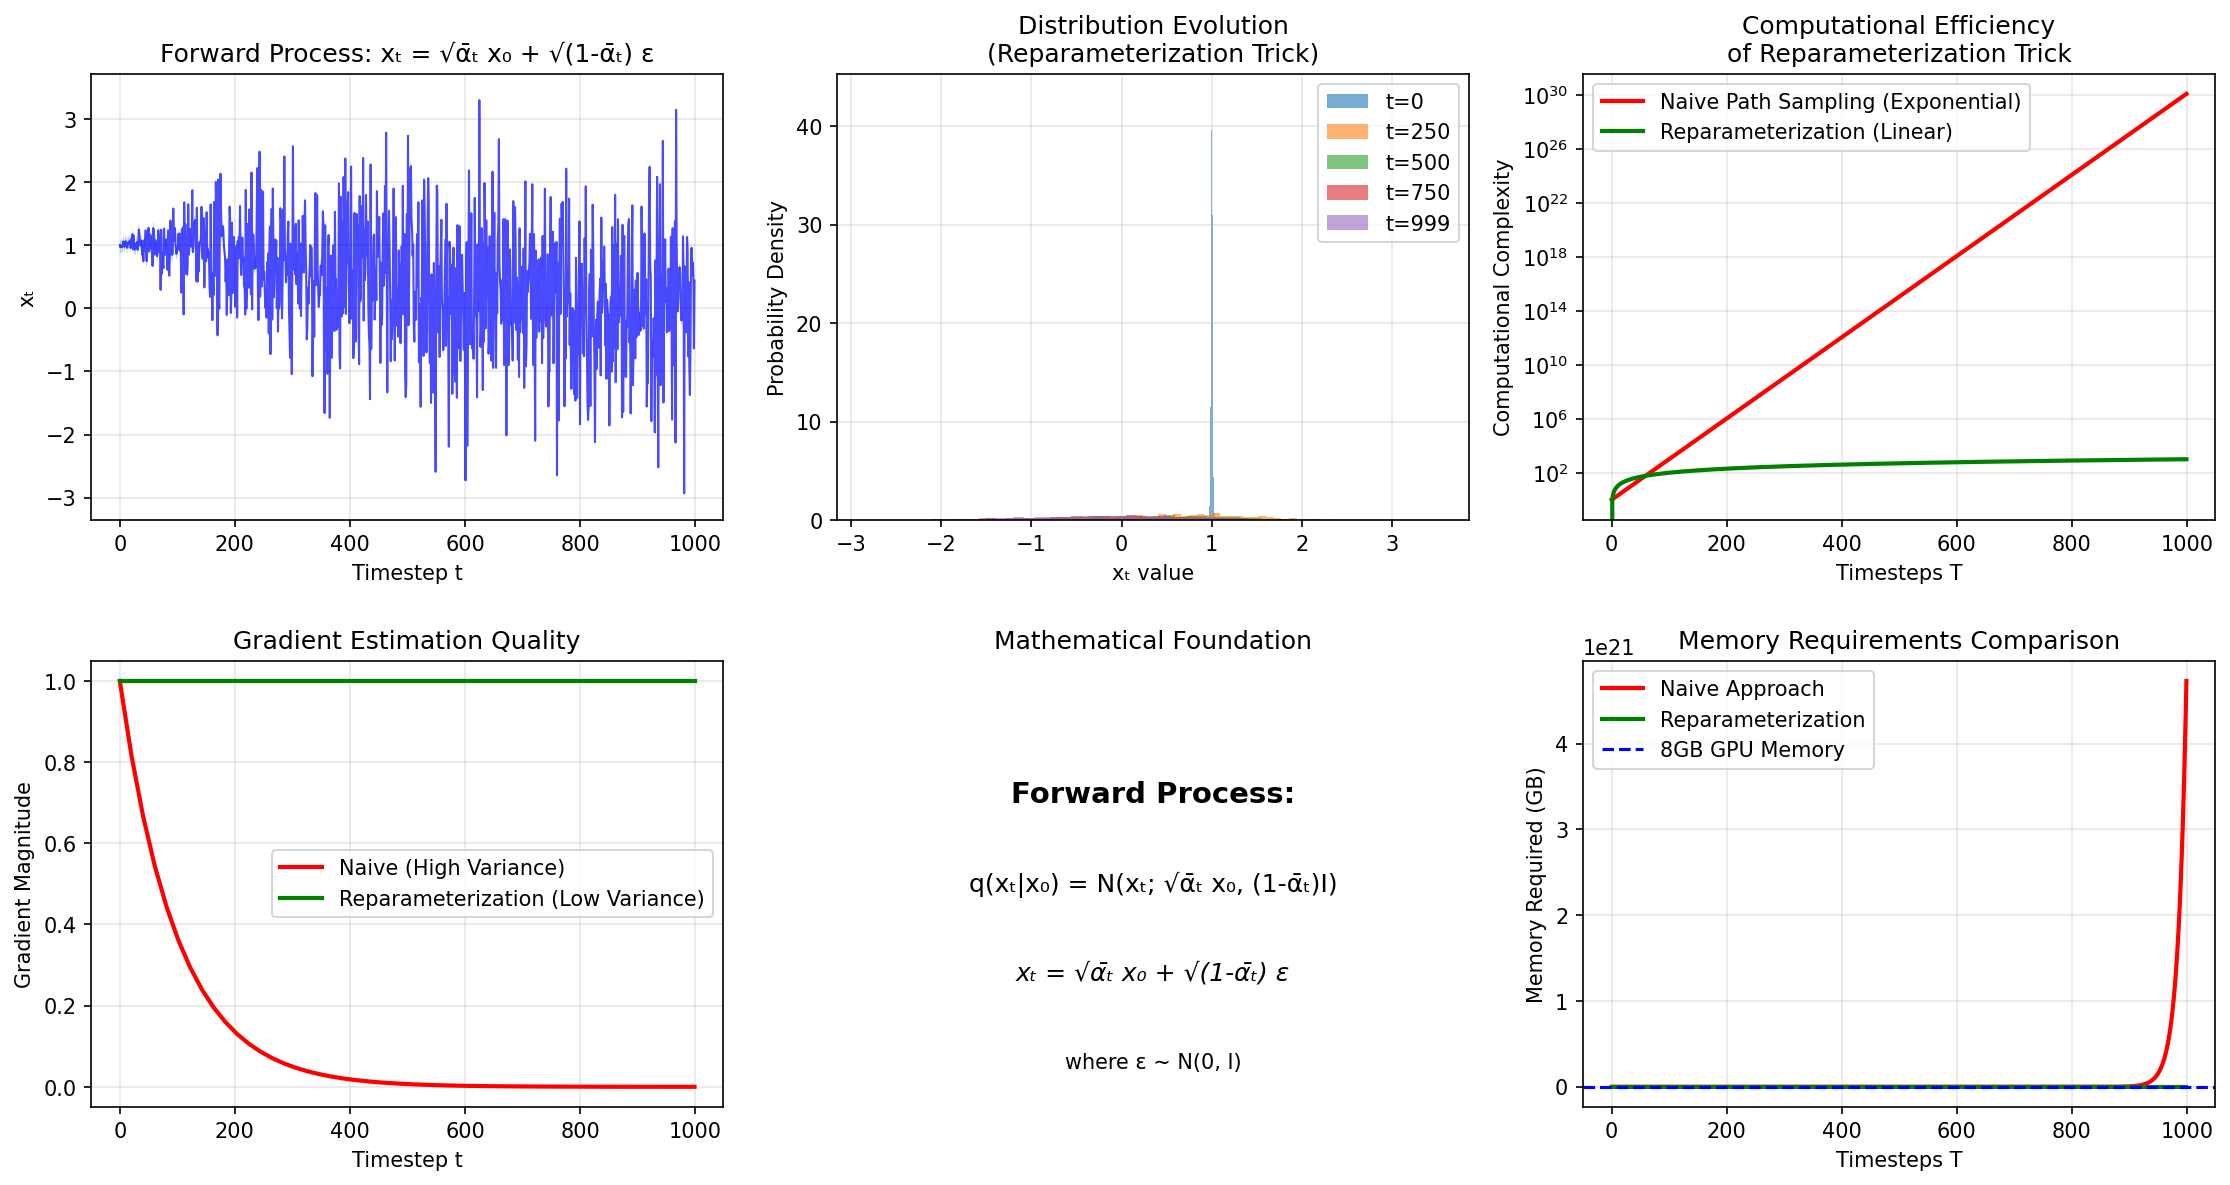 Forward Process: xₜ = √ᾱₜ x₀ + √(1-ᾱₜ) ε
3
2
1
0
−1
−2
−3
xₜ
0 200 400 600 800 1000
Timestep t
Distribution Evolution
(Reparameterization Trick)
t=0
t=250
t=500
t=750
t=999
40
30
20
10
0
Probability Density
−3 −2 −1 0 1 2 3
xₜ value
Computational Efficiency
of Reparameterization Trick
Naive Path Sampling (Exponential)
Reparameterization (Linear)
10³⁰
10²⁶
10²²
10¹⁸
10¹⁴
10¹⁰
10⁶
10²
Computational Complexity
0 200 400 600 800 1000
Timesteps T
Gradient Estimation Quality
1.0
0.8
0.6
0.4
0.2
0.0
Gradient Magnitude
Naive (High Variance)
Reparameterization (Low Variance)
0 200 400 600 800 1000
Timestep t
Mathematical Foundation
Forward Process:
q(xₜ|x₀) = N(xₜ; √ᾱₜ x₀, (1-ᾱₜ)I)
xₜ = √ᾱₜ x₀ + √(1-ᾱₜ) ε
where ε ~ N(0, I)
Memory Requirements Comparison
1e21
Naive Approach
Reparameterization
8GB GPU Memory
4
3
2
1
0
Memory Required (GB)
0 200 400 600 800 1000
Timesteps T